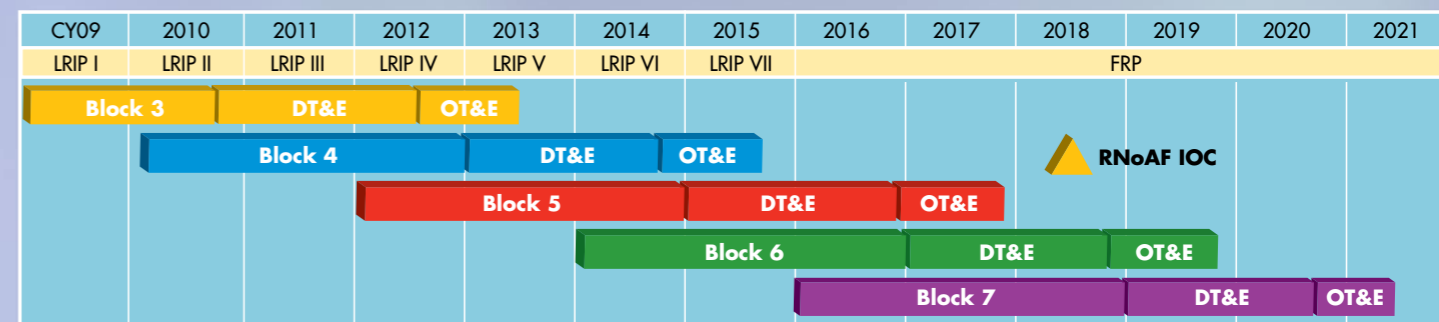 CY09 2010 2011 2012 2013 2014 2015 2016 2017 2018 2019 2020 2021
LRIP I LRIP II LRIP III LRIP IV LRIP V LRIP VI LRIP VII FRP
Block 3 DT&E OT&E
Block 4 DT&E OT&E
RNoAF IOC
Block 5 DT&E OT&E
Block 6 DT&E OT&E
Block 7 DT&E OT&E